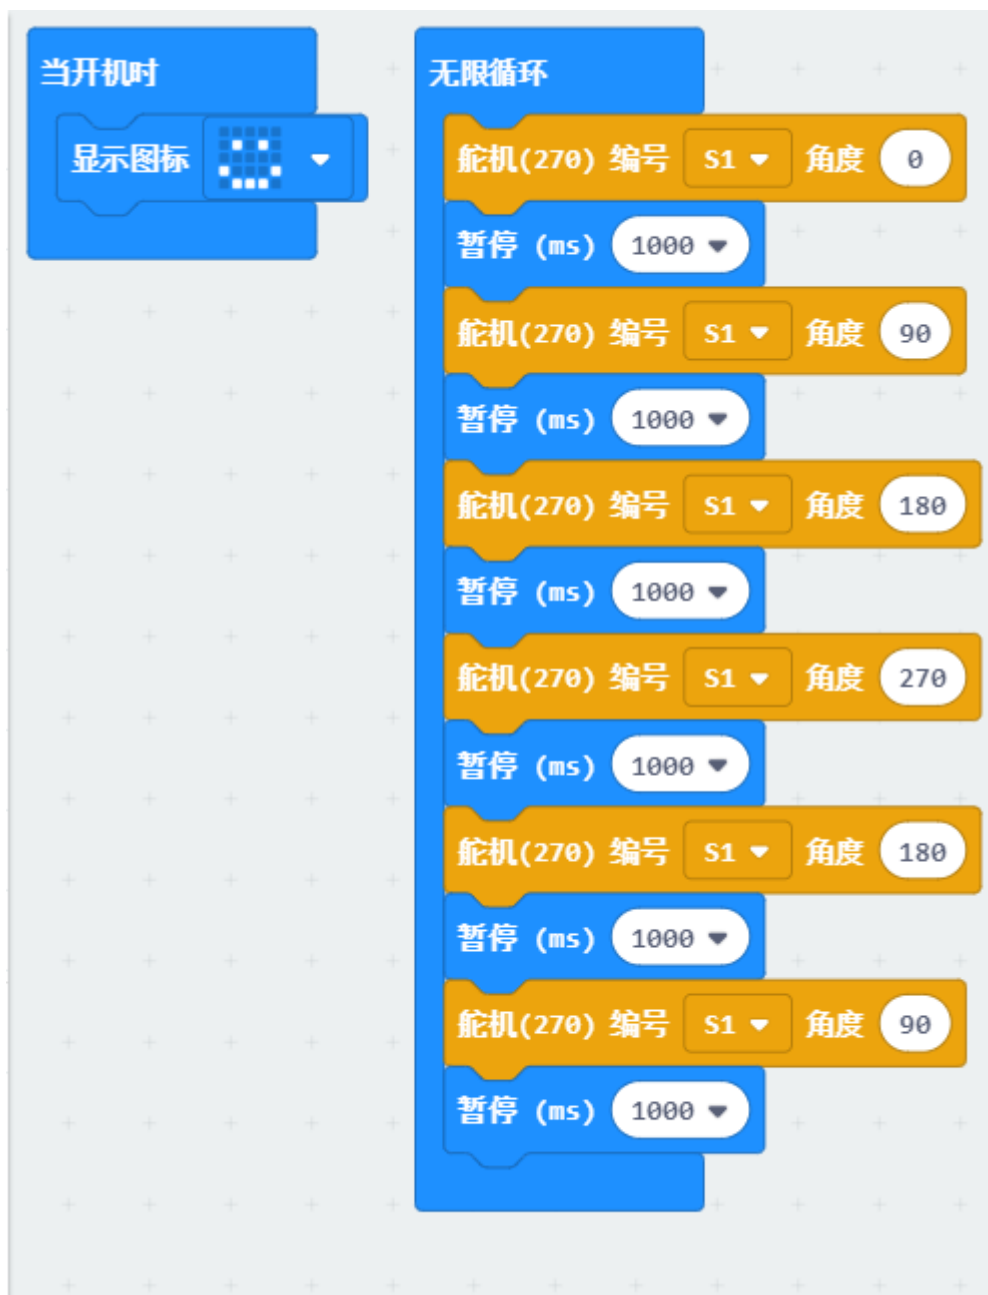 当开机时
显示图标
无限循环
舵机(270) 编号 S1 角度 0
暂停 (ms) 1000
舵机(270) 编号 S1 角度 90
暂停 (ms) 1000
舵机(270) 编号 S1 角度 180
暂停 (ms) 1000
舵机(270) 编号 S1 角度 270
暂停 (ms) 1000
舵机(270) 编号 S1 角度 180
暂停 (ms) 1000
舵机(270) 编号 S1 角度 90
暂停 (ms) 1000